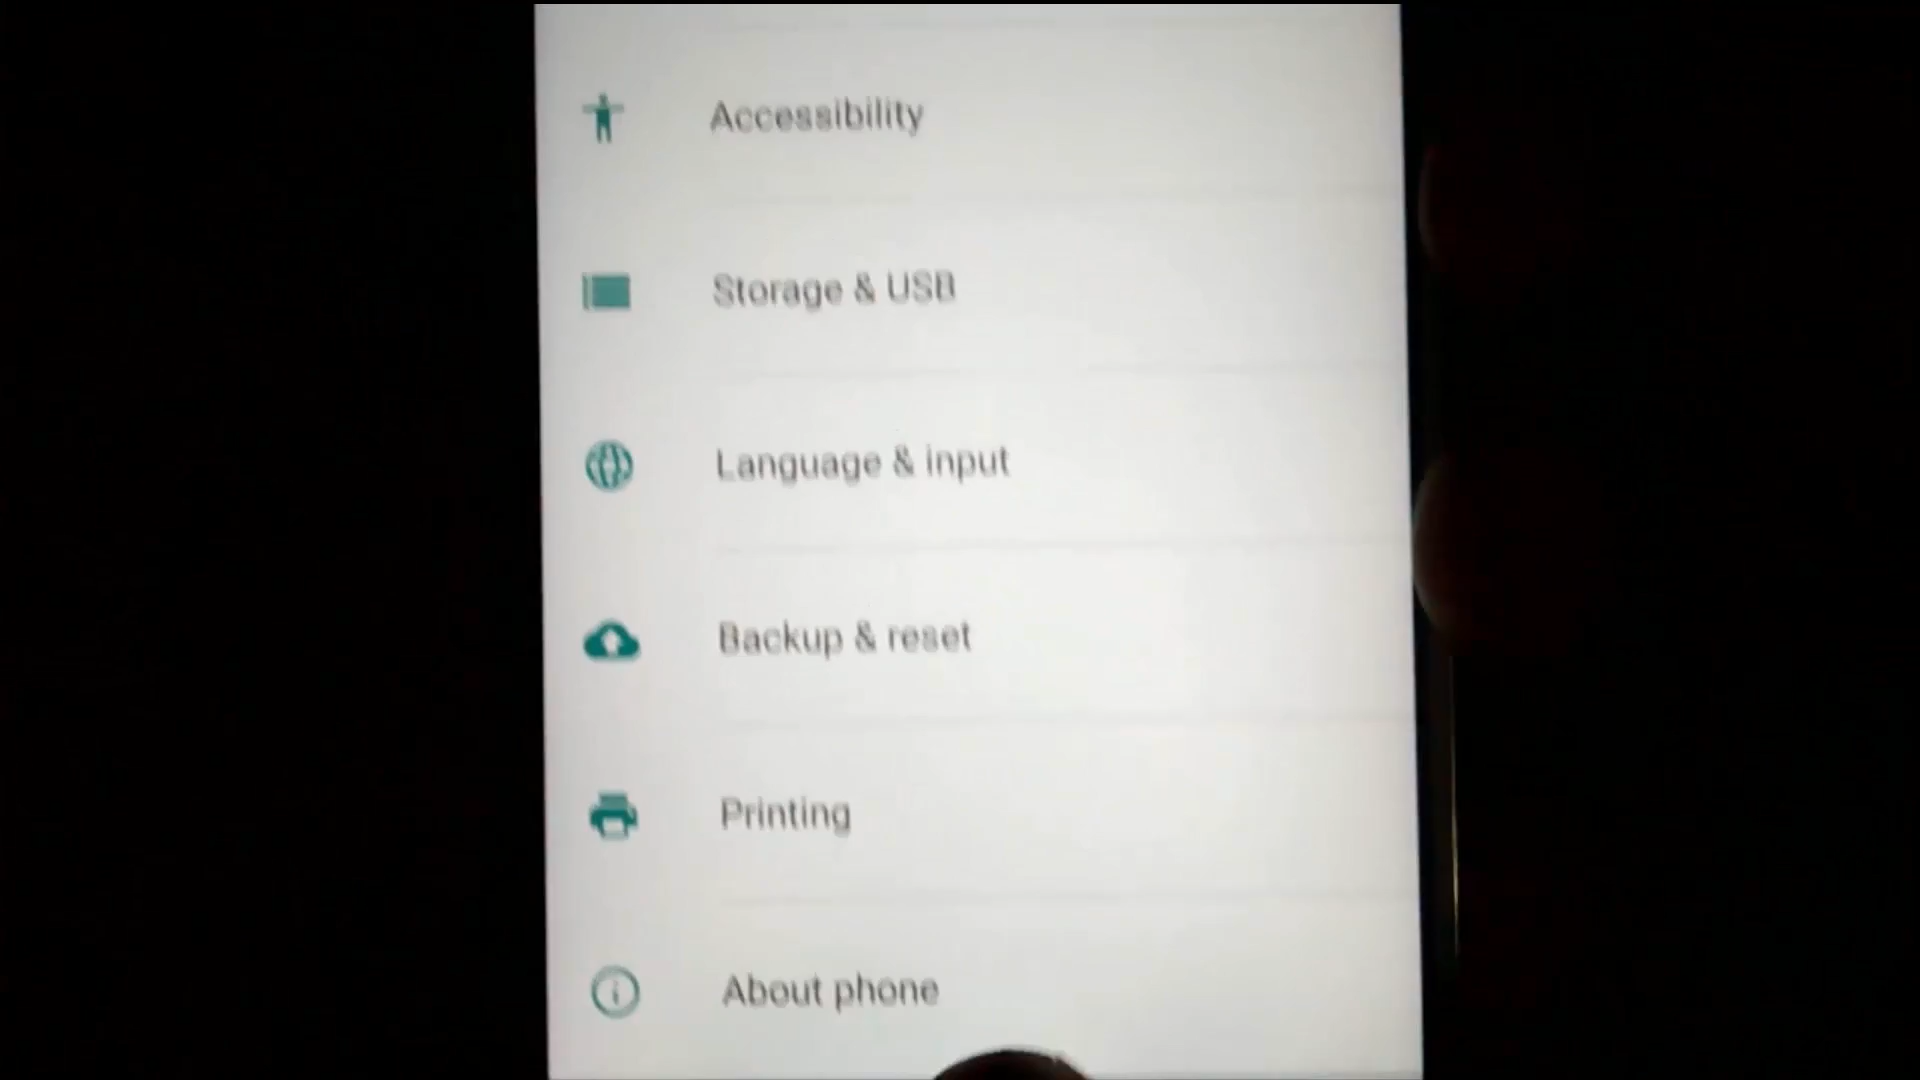 Accessibility
Storage & USB
Language & input
Backup & reset
Printing
About phone